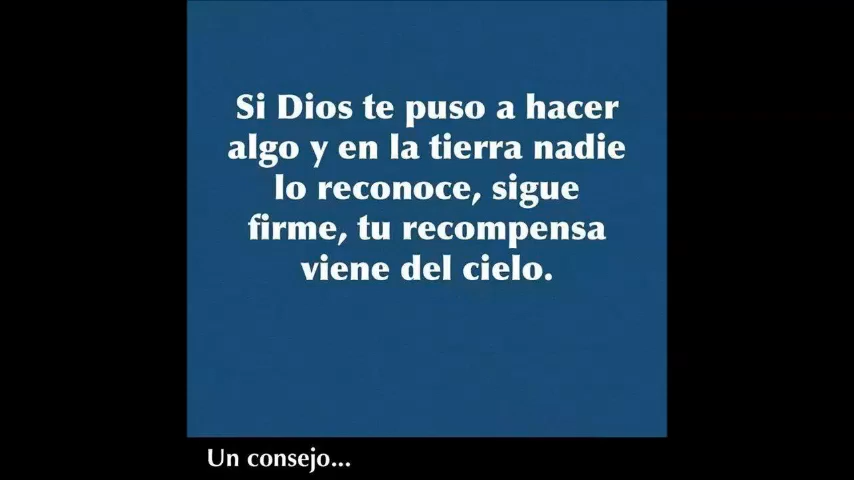 Si Dios te puso a hacer
algo y en la tierra nadie
lo reconoce, sigue
firme, tu recompensa
viene del cielo.
Un consejo...